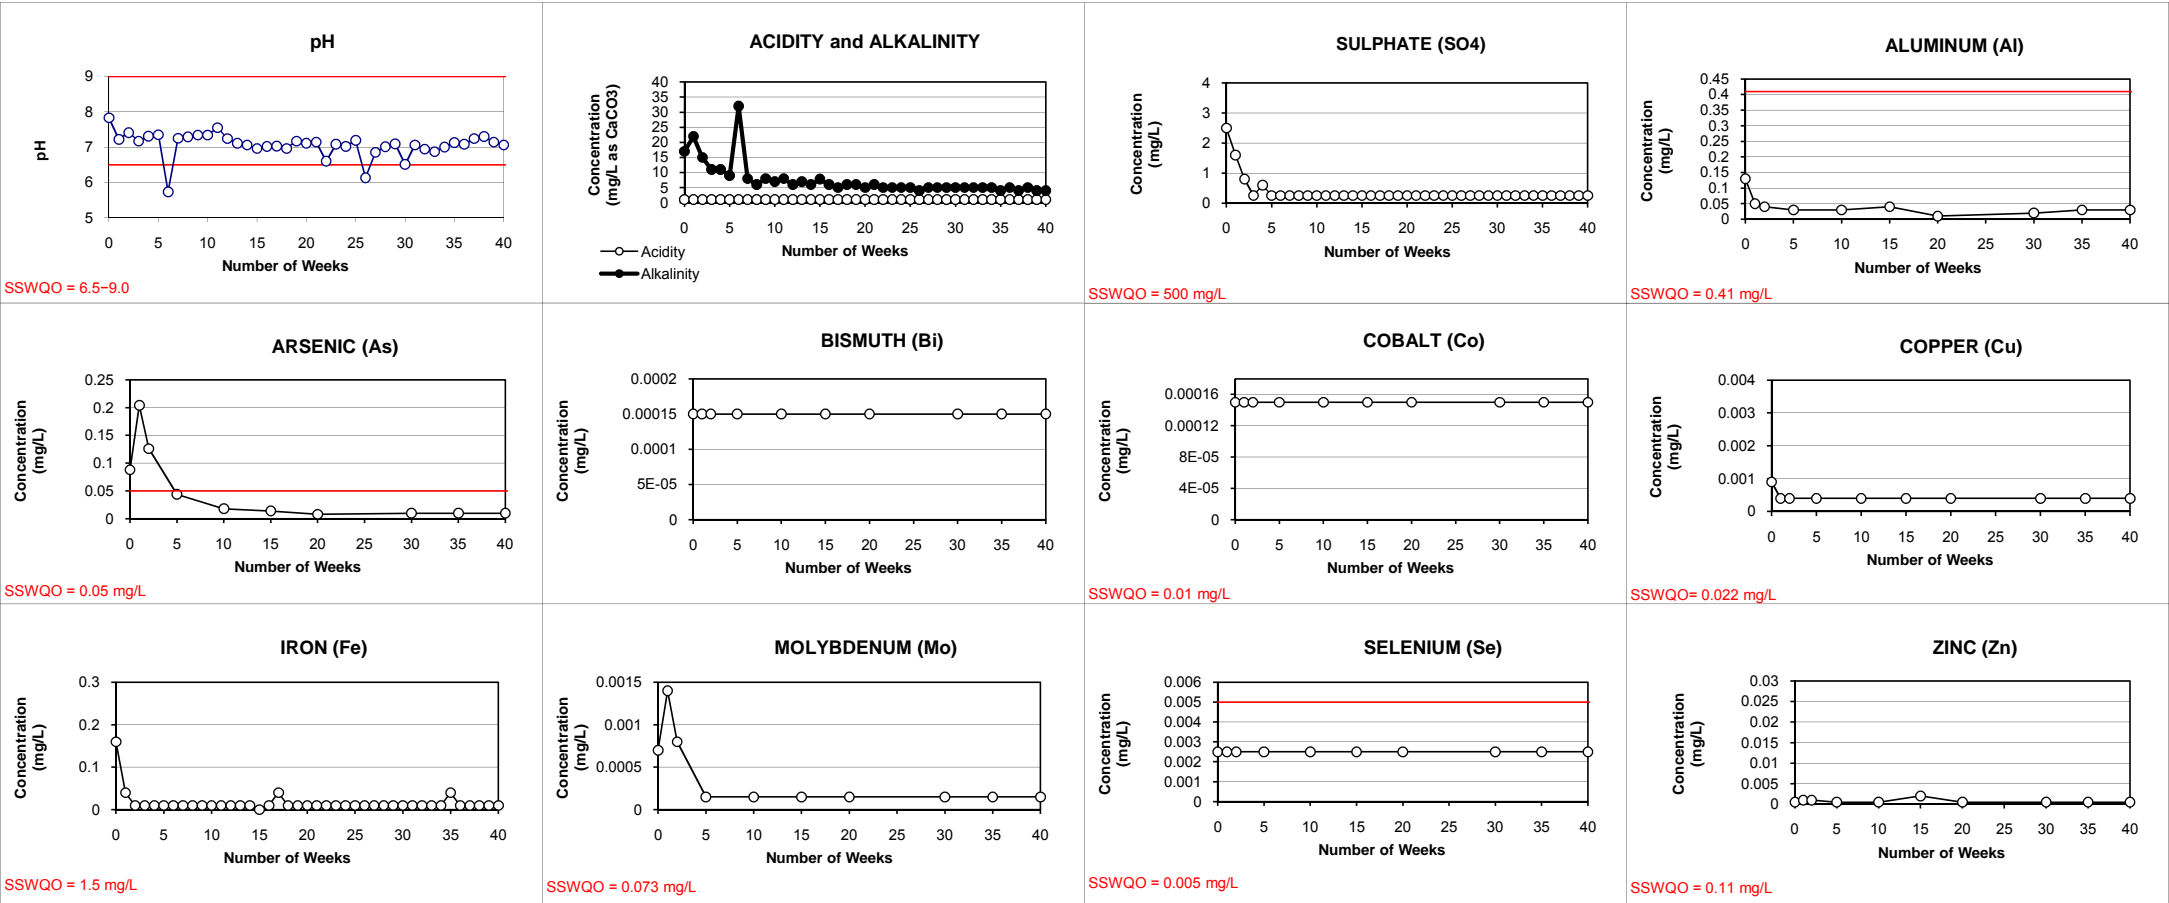 pH
pH
9
8
7
6
5
0 5 10 15 20 25 30 35 40
Number of Weeks
SSWQO = 6.5−9.0
ACIDITY and ALKALINITY
Concentration
(mg/L as CaCO3)
40
35
30
25
20
15
10
5
0
0 5 10 15 20 25 30 35 40
Number of Weeks
Acidity
Alkalinity
SULPHATE (SO4)
Concentration
(mg/L)
4
3
2
1
0
0 5 10 15 20 25 30 35 40
Number of Weeks
SSWQO = 500 mg/L
ALUMINUM (Al)
Concentration
(mg/L)
0.45
0.4
0.35
0.3
0.25
0.2
0.15
0.1
0.05
0
0 5 10 15 20 25 30 35 40
Number of Weeks
SSWQO = 0.41 mg/L
ARSENIC (As)
Concentration
(mg/L)
0.25
0.2
0.15
0.1
0.05
0
0 5 10 15 20 25 30 35 40
Number of Weeks
SSWQO = 0.05 mg/L
BISMUTH (Bi)
Concentration
(mg/L)
0.0002
0.00015
0.0001
5E-05
0
0 5 10 15 20 25 30 35 40
Number of Weeks
COBALT (Co)
Concentration
(mg/L)
0.00016
0.00012
8E-05
4E-05
0
0 5 10 15 20 25 30 35 40
Number of Weeks
SSWQO = 0.01 mg/L
COPPER (Cu)
Concentration
(mg/L)
0.004
0.003
0.002
0.001
0
0 5 10 15 20 25 30 35 40
Number of Weeks
SSWQO= 0.022 mg/L
IRON (Fe)
Concentration
(mg/L)
0.3
0.2
0.1
0
0 5 10 15 20 25 30 35 40
Number of Weeks
SSWQO = 1.5 mg/L
MOLYBDENUM (Mo)
Concentration
(mg/L)
0.0015
0.001
0.0005
0
0 5 10 15 20 25 30 35 40
Number of Weeks
SSWQO = 0.073 mg/L
SELENIUM (Se)
Concentration
(mg/L)
0.006
0.005
0.005
0.004
0.003
0.002
0.001
0
0 5 10 15 20 25 30 35 40
Number of Weeks
SSWQO = 0.005 mg/L
ZINC (Zn)
Concentration
(mg/L)
0.03
0.025
0.02
0.015
0.01
0.005
0
0 5 10 15 20 25 30 35 40
Number of Weeks
SSWQO = 0.11 mg/L